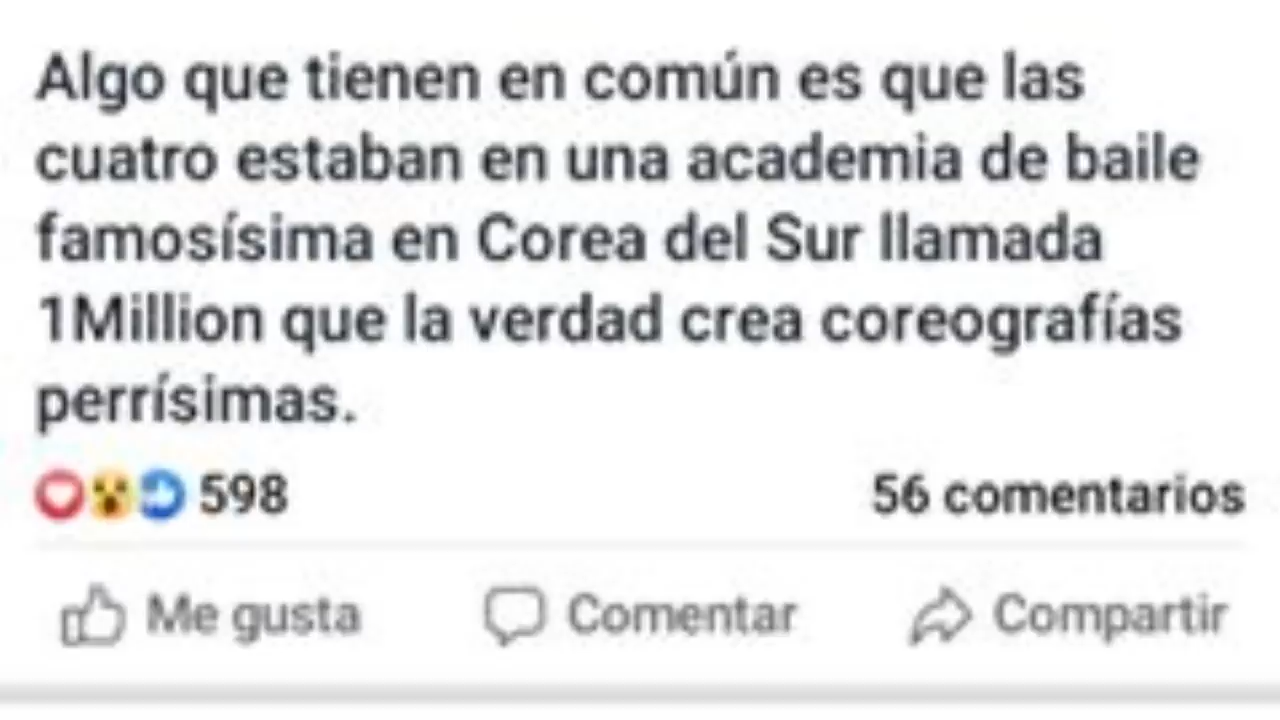 Algo que tienen en común es que las
cuatro estaban en una academia de baile
famosísima en Corea del Sur llamada
1Million que la verdad crea coreografías
perrísimas.
598 56 comentarios
Me gusta Comentar Compartir